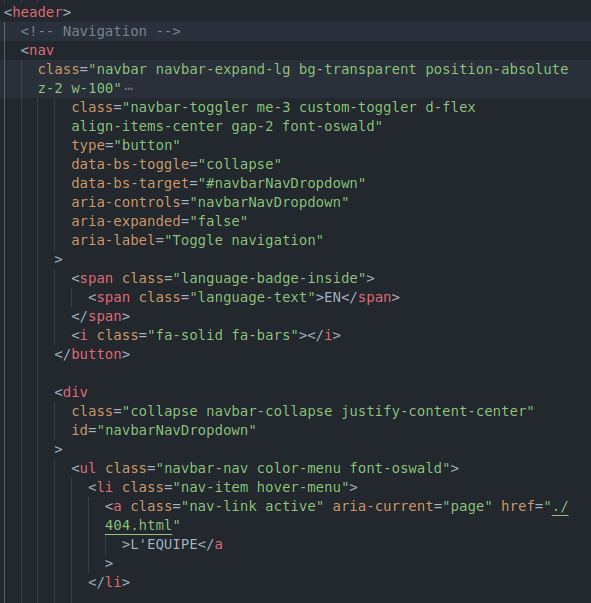 <header>
<!-- Navigation -->
<nav
class="navbar navbar-expand-lg bg-transparent position-absolute
z-2 w-100"…
class="navbar-toggler me-3 custom-toggler d-flex
align-items-center gap-2 font-oswald"
type="button"
data-bs-toggle="collapse"
data-bs-target="#navbarNavDropdown"
aria-controls="navbarNavDropdown"
aria-expanded="false"
aria-label="Toggle navigation"
>
<span class="language-badge-inside">
<span class="language-text">EN</span>
</span>
<i class="fa-solid fa-bars"></i>
</button>
<div
class="collapse navbar-collapse justify-content-center"
id="navbarNavDropdown"
>
<ul class="navbar-nav color-menu font-oswald">
<li class="nav-item hover-menu">
<a class="nav-link active" aria-current="page" href="./
404.html"
>L'EQUIPE</a
>
</li>